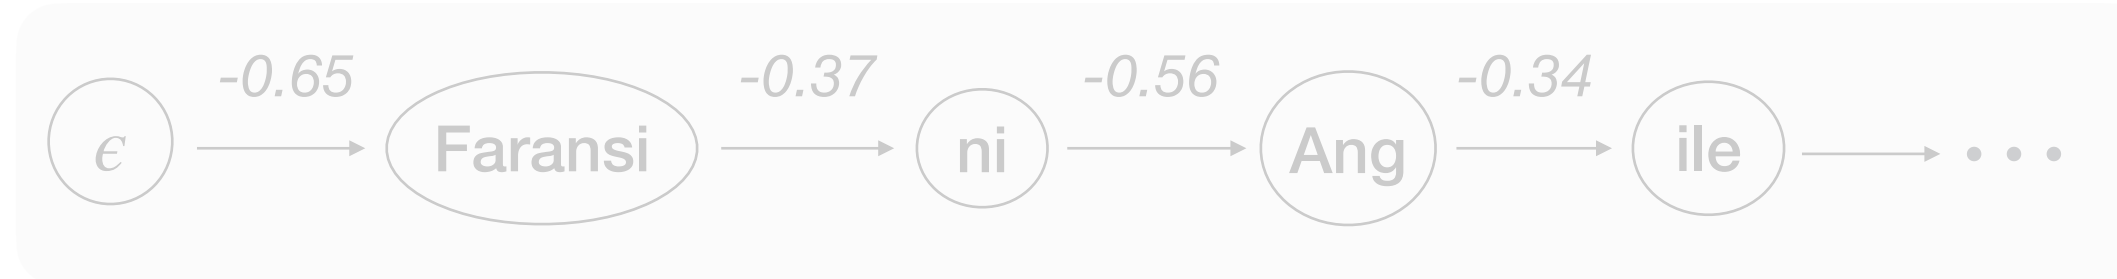 -0.65 -0.37 -0.56 -0.34
ϵ Faransi ni Ang ile • • •